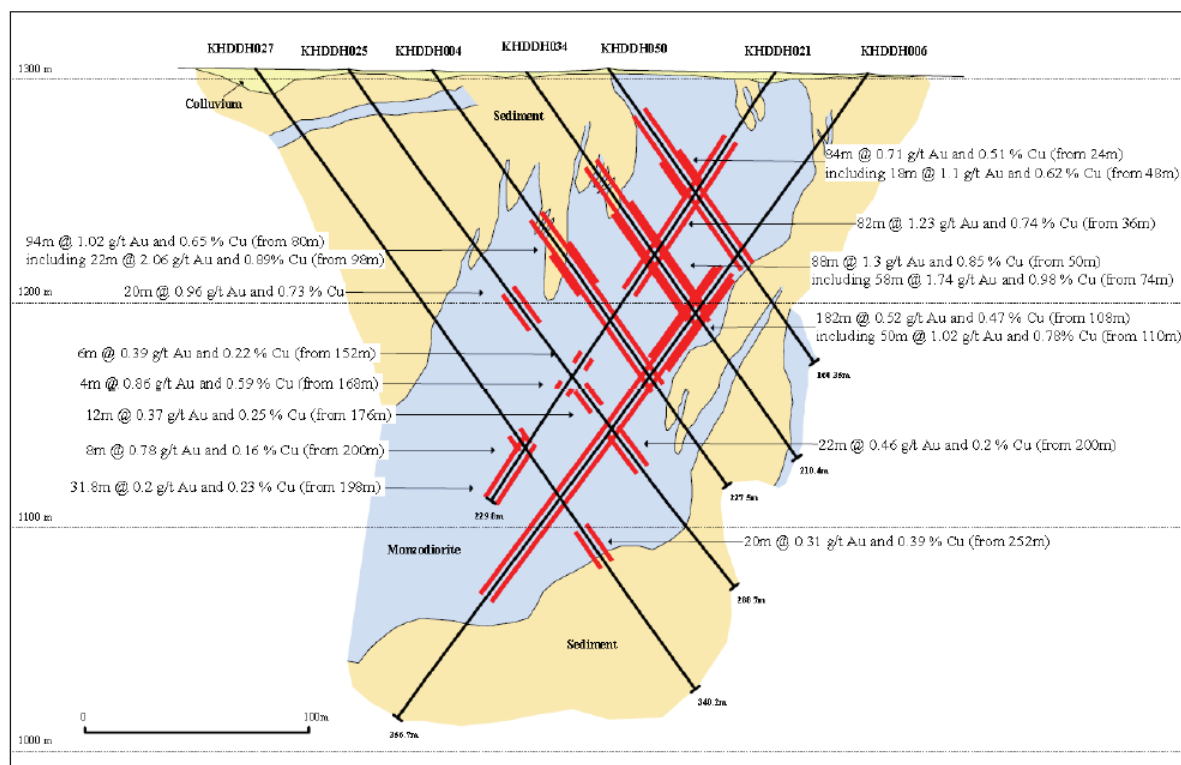 KHDDH027 KHDDH025 KHDDH004 KHDDH034 KHDDH050 KHDDH021 KHDDH006
1300 m
Colluvium
Sediment
84m @ 0.71 g/t Au and 0.51 % Cu (from 24m)
including 18m @ 1.1 g/t Au and 0.62 % Cu (from 48m)
82m @ 1.23 g/t Au and 0.74 % Cu (from 36m)
94m @ 1.02 g/t Au and 0.65 % Cu (from 80m)
including 22m @ 2.06 g/t Au and 0.89% Cu (from 98m)
88m @ 1.3 g/t Au and 0.85 % Cu (from 50m)
including 58m @ 1.74 g/t Au and 0.98 % Cu (from 74m)
20m @ 0.96 g/t Au and 0.73 % Cu
1200 m
182m @ 0.52 g/t Au and 0.47 % Cu (from 108m)
including 50m @ 1.02 g/t Au and 0.78% Cu (from 110m)
6m @ 0.39 g/t Au and 0.22 % Cu (from 152m)
4m @ 0.86 g/t Au and 0.59 % Cu (from 168m)
12m @ 0.37 g/t Au and 0.25 % Cu (from 176m)
22m @ 0.46 g/t Au and 0.2 % Cu (from 200m)
8m @ 0.78 g/t Au and 0.16 % Cu (from 200m)
210.4m
31.8m @ 0.2 g/t Au and 0.23 % Cu (from 198m)
227.5m
229.8m
1100 m
20m @ 0.31 g/t Au and 0.39 % Cu (from 252m)
Monzodiorite
Sediment
340.2m
366.7m
0 100m
1000 m